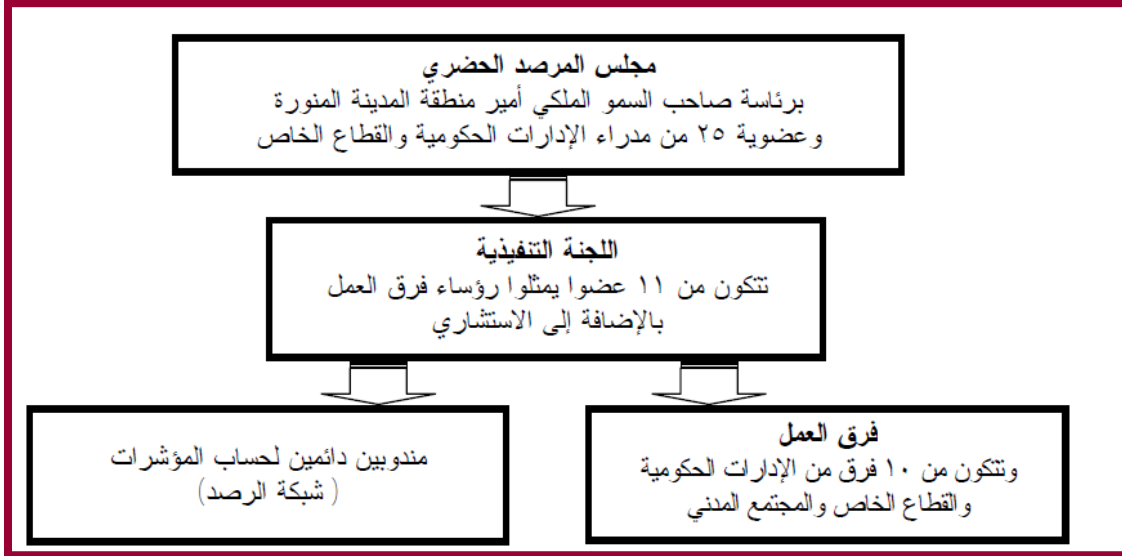 مجلس المرصد الحضري
برئاسة صاحب السمو الملكي أمير منطقة المدينة المنورة
وعضوية ٢٥ من مدراء الإدارات الحكومية والقطاع الخاص
اللجنة التنفيذية
تتكون من ١١ عضوا يمثلوا رؤساء فرق العمل
بالإضافة إلى الاستشاري
فرق العمل
وتتكون من ١٠ فرق من الإدارات الحكومية
والقطاع الخاص والمجتمع المدني
مندوبين دائمين لحساب المؤشرات
( شبكة الرصد)